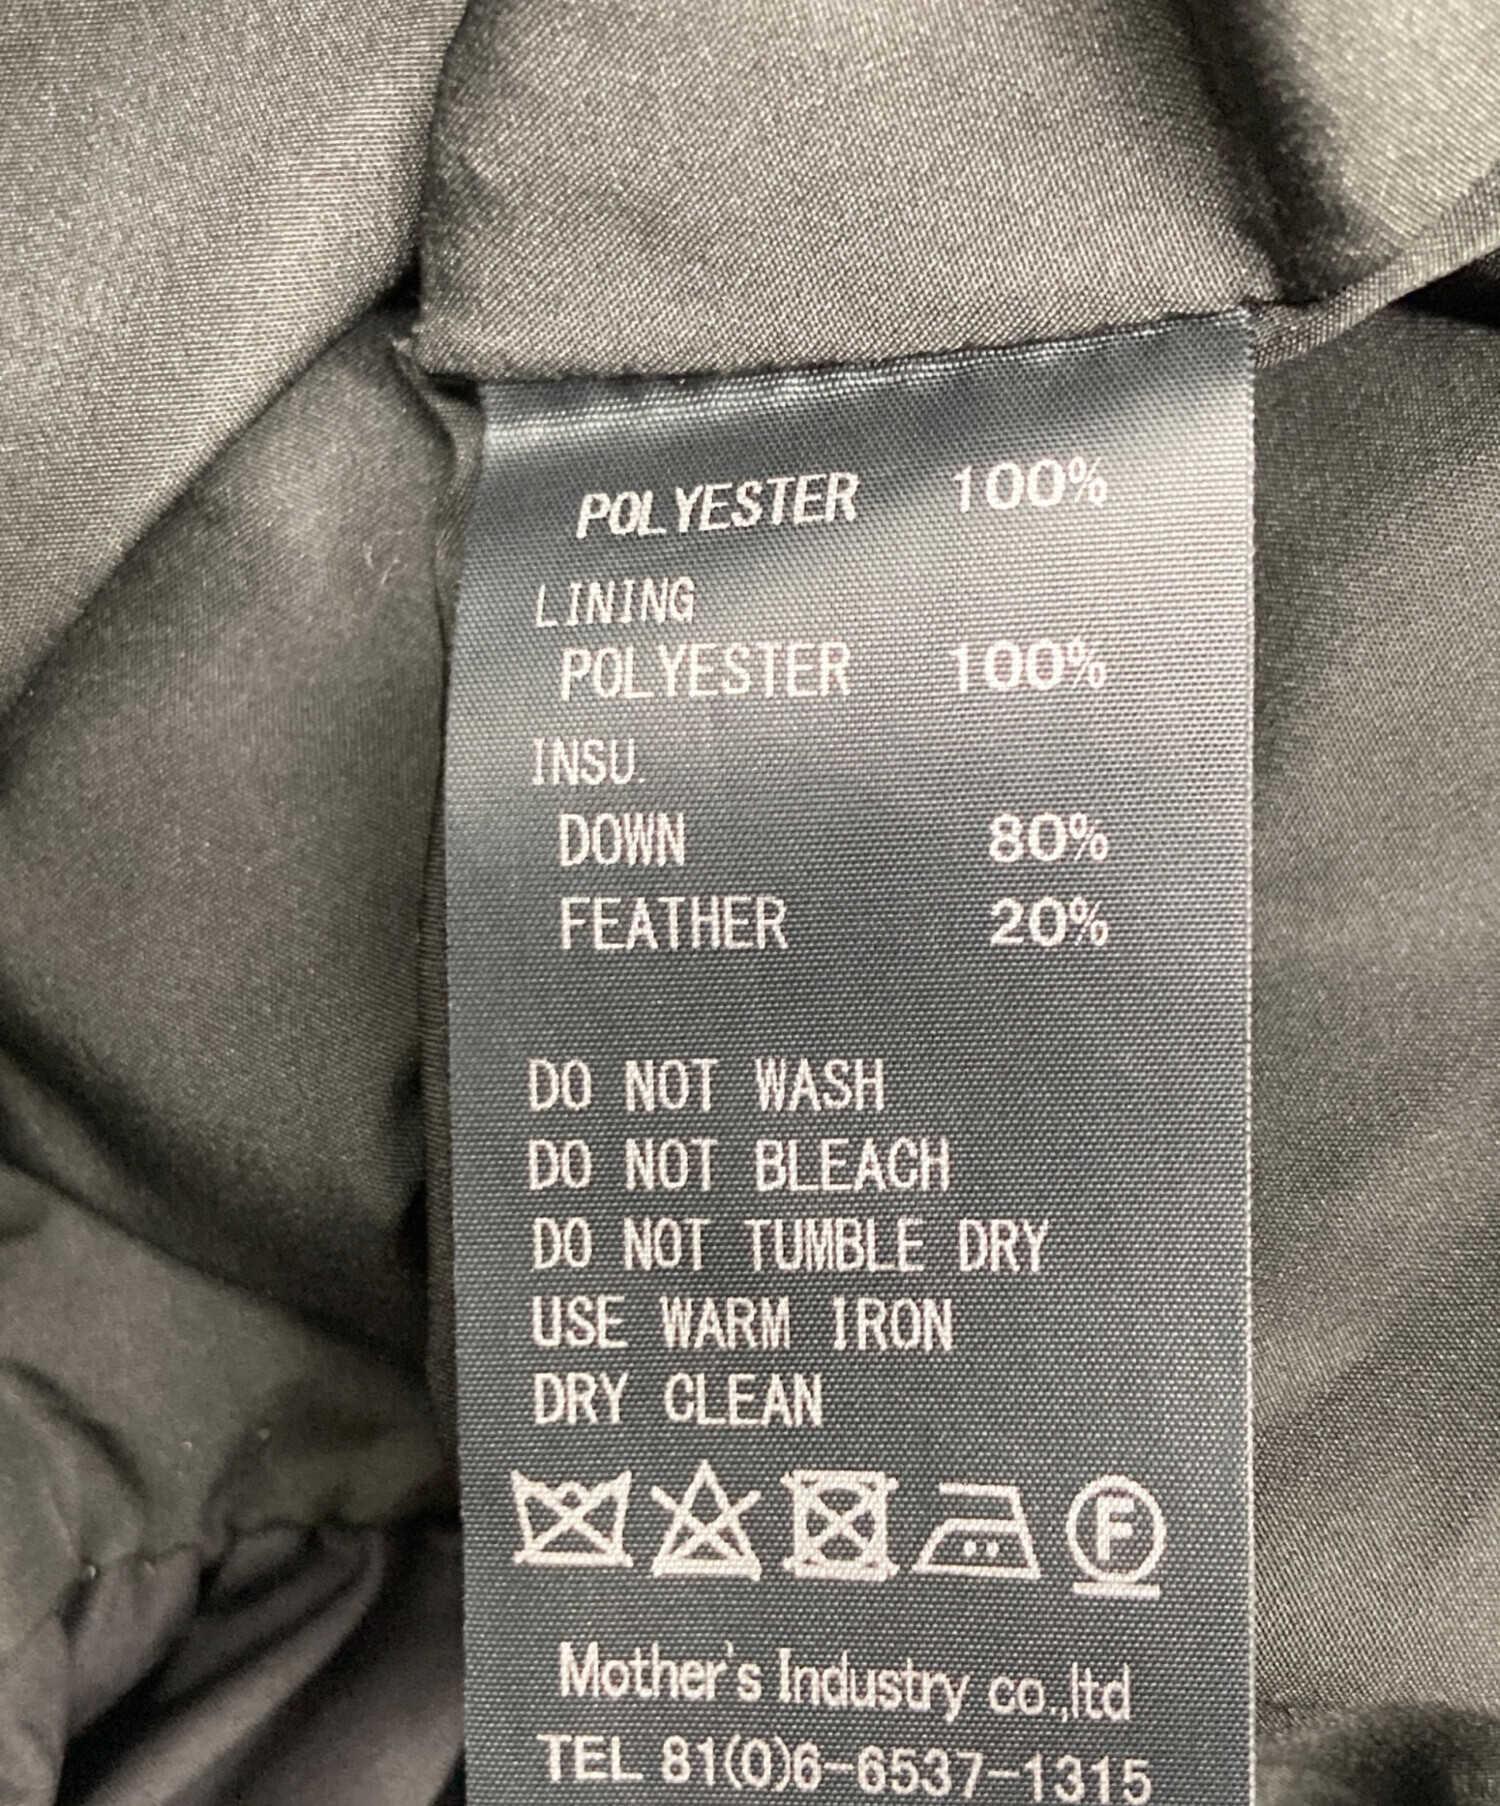 POLYESTER 100%
LINING
POLYESTER 100%
INSU.
DOWN 80%
FEATHER 20%
DO NOT WASH
DO NOT BLEACH
DO NOT TUMBLE DRY
USE WARM IRON
DRY CLEAN
F
Mother's Industry co.,ltd
TEL 81(0)6-6537-1315